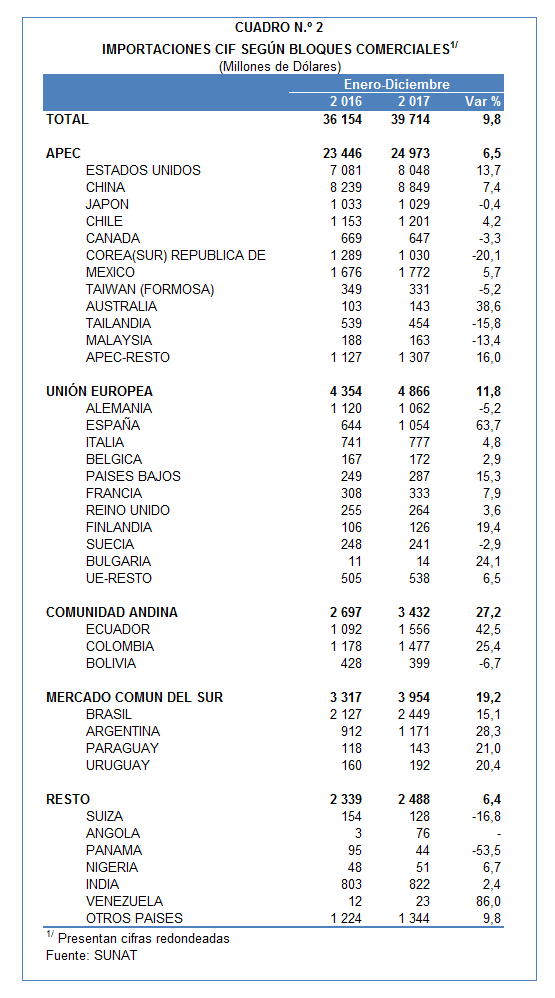 CUADRO N.º 2
IMPORTACIONES CIF SEGÚN BLOQUES COMERCIALES1/
(Millones de Dólares)
Enero-Diciembre
2 016 2 017 Var %
TOTAL 36 154 39 714 9,8
APEC 23 446 24 973 6,5
ESTADOS UNIDOS 7 081 8 048 13,7
CHINA 8 239 8 849 7,4
JAPON 1 033 1 029 -0,4
CHILE 1 153 1 201 4,2
CANADA 669 647 -3,3
COREA(SUR) REPUBLICA DE 1 289 1 030 -20,1
MEXICO 1 676 1 772 5,7
TAIWAN (FORMOSA) 349 331 -5,2
AUSTRALIA 103 143 38,6
TAILANDIA 539 454 -15,8
MALAYSIA 188 163 -13,4
APEC-RESTO 1 127 1 307 16,0
UNIÓN EUROPEA 4 354 4 866 11,8
ALEMANIA 1 120 1 062 -5,2
ESPAÑA 644 1 054 63,7
ITALIA 741 777 4,8
BELGICA 167 172 2,9
PAISES BAJOS 249 287 15,3
FRANCIA 308 333 7,9
REINO UNIDO 255 264 3,6
FINLANDIA 106 126 19,4
SUECIA 248 241 -2,9
BULGARIA 11 14 24,1
UE-RESTO 505 538 6,5
COMUNIDAD ANDINA 2 697 3 432 27,2
ECUADOR 1 092 1 556 42,5
COLOMBIA 1 178 1 477 25,4
BOLIVIA 428 399 -6,7
MERCADO COMUN DEL SUR 3 317 3 954 19,2
BRASIL 2 127 2 449 15,1
ARGENTINA 912 1 171 28,3
PARAGUAY 118 143 21,0
URUGUAY 160 192 20,4
RESTO 2 339 2 488 6,4
SUIZA 154 128 -16,8
ANGOLA 3 76 -
PANAMA 95 44 -53,5
NIGERIA 48 51 6,7
INDIA 803 822 2,4
VENEZUELA 12 23 86,0
OTROS PAISES 1 224 1 344 9,8
1/ Presentan cifras redondeadas
Fuente: SUNAT